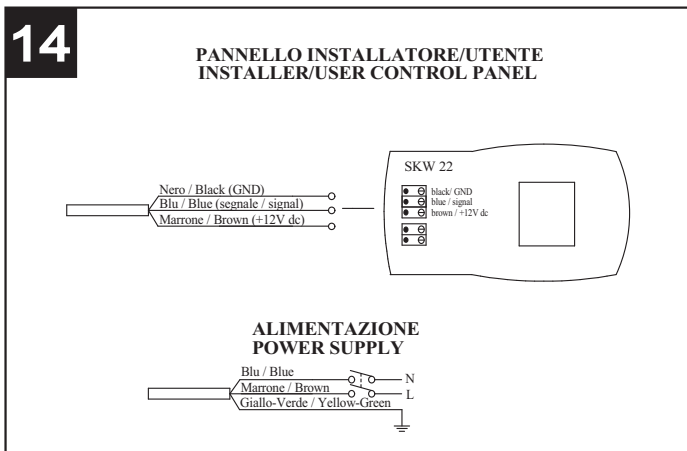 14
PANNELLO INSTALLATORE/UTENTE
INSTALLER/USER CONTROL PANEL
Nero / Black (GND)
Blu / Blue (segnale / signal)
Marrone / Brown (+12V dc)
SKW 22
black/ GND
blue / signal
brown / +12V dc
ALIMENTAZIONE
POWER SUPPLY
Blu / Blue
N
Marrone / Brown
L
Giallo-Verde / Yellow-Green